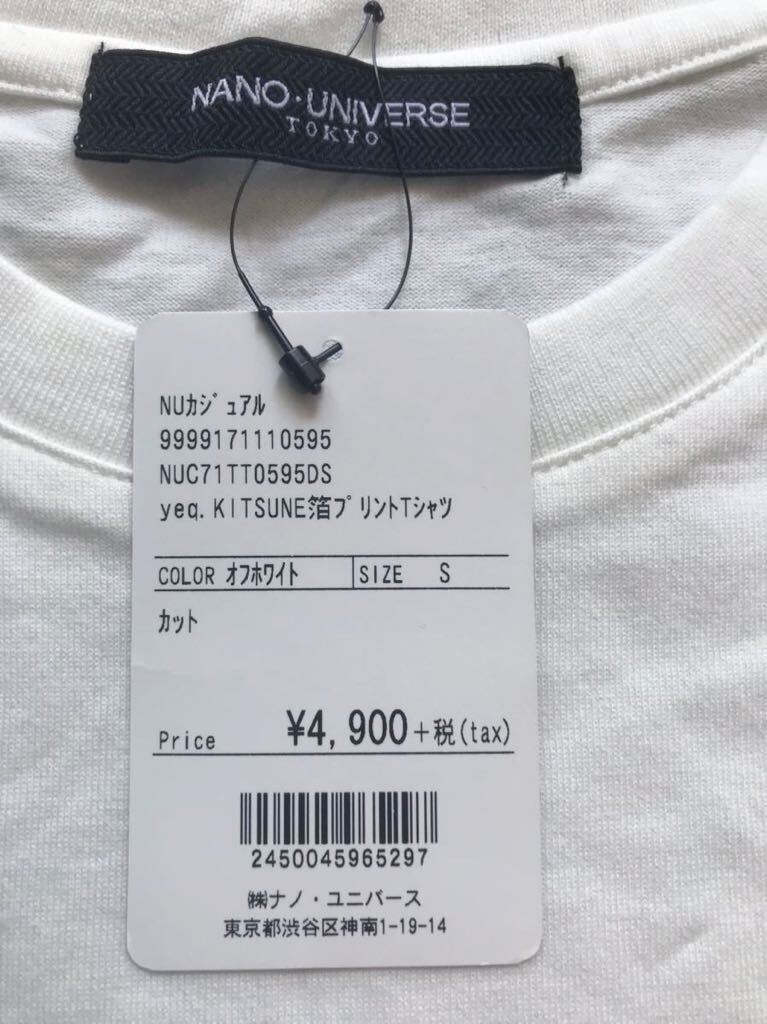 NANO・UNIVERSE
TOKYO
NUｶｼﾞｭｱﾙ
9999171110595
NUC71TT0595DS
yeq.KITSUNE箔ﾌﾟﾘﾝﾄTｼｬﾂ
COLOR ｵﾌﾎﾜｲﾄ SIZE S
ｶｯﾄ
Price ¥4,900+税(tax)
2450045965297
㈱ナノ・ユニバース
東京都渋谷区神南1-19-14